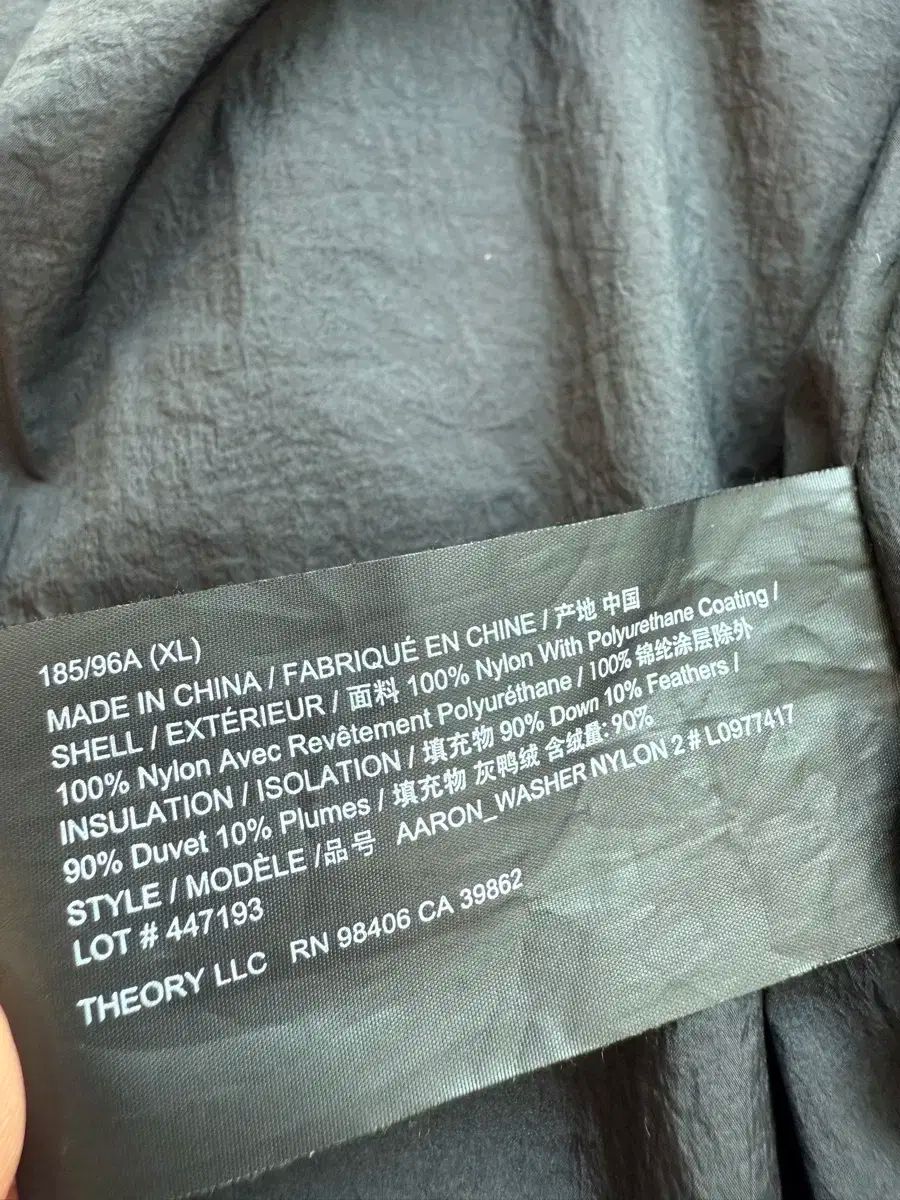 185/96A (XL)
MADE IN CHINA / FABRIQUÉ EN CHINE / 产地 中国
SHELL / EXTÉRIEUR / 面料 100% Nylon With Polyurethane Coating /
100% Nylon Avec Revêtement Polyuréthane / 100% 锦纶涂层除外
INSULATION / ISOLATION / 填充物 90% Down 10% Feathers /
90% Duvet 10% Plumes / 填充物 灰鸭绒 含绒量: 90%
STYLE / MODÈLE /品号 AARON_WASHER NYLON 2 # L0977417
LOT # 447193
THEORY LLC RN 98406 CA 39862